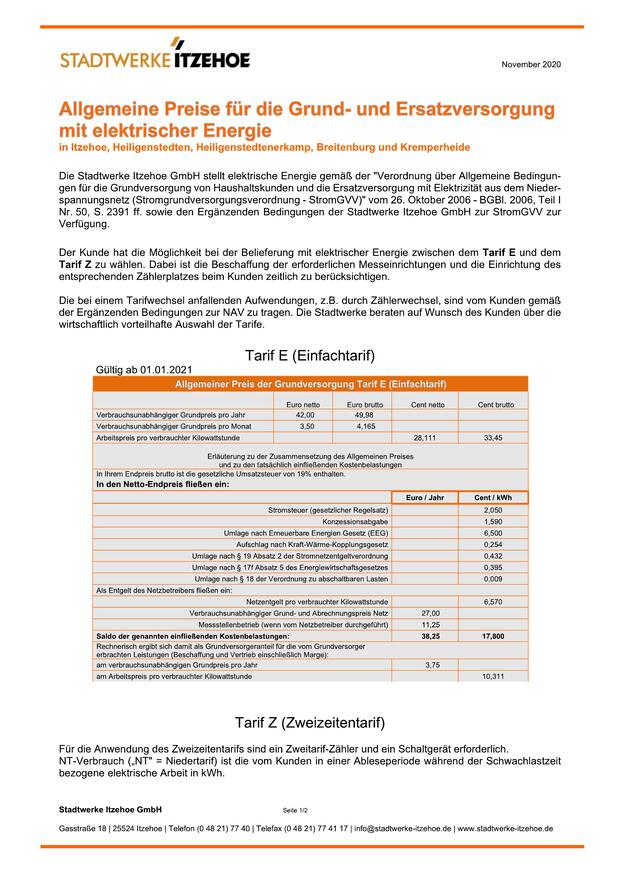 STADTWERKE ITZEHOE
November 2020
Allgemeine Preise für die Grund- und Ersatzversorgung
mit elektrischer Energie
in Itzehoe, Heiligenstedten, Heiligenstedtenerkamp, Breitenburg und Kremperheide
Die Stadtwerke Itzehoe GmbH stellt elektrische Energie gemäß der "Verordnung über Allgemeine Bedingun-
gen für die Grundversorgung von Haushaltskunden und die Ersatzversorgung mit Elektrizität aus dem Nieder-
spannungsnetz (Stromgrundversorgungsverordnung - StromGVV)" vom 26. Oktober 2006 - BGBl. 2006, Teil I
Nr. 50, S. 2391 ff. sowie den Ergänzenden Bedingungen der Stadtwerke Itzehoe GmbH zur StromGVV zur
Verfügung.
Der Kunde hat die Möglichkeit bei der Belieferung mit elektrischer Energie zwischen dem Tarif E und dem
Tarif Z zu wählen. Dabei ist die Beschaffung der erforderlichen Messeinrichtungen und die Einrichtung des
entsprechenden Zählerplatzes beim Kunden zeitlich zu berücksichtigen.
Die bei einem Tarifwechsel anfallenden Aufwendungen, z.B. durch Zählerwechsel, sind vom Kunden gemäß
der Ergänzenden Bedingungen zur NAV zu tragen. Die Stadtwerke beraten auf Wunsch des Kunden über die
wirtschaftlich vorteilhafte Auswahl der Tarife.
Tarif E (Einfachtarif)
Gültig ab 01.01.2021
Allgemeiner Preis der Grundversorgung Tarif E (Einfachtarif)
Euro netto Euro brutto Cent netto Cent brutto
Verbrauchsunabhängiger Grundpreis pro Jahr 42,00 49,98
Verbrauchsunabhängiger Grundpreis pro Monat 3,50 4,165
Arbeitspreis pro verbrauchter Kilowattstunde 28,111 33,45
Erläuterung zu der Zusammensetzung des Allgemeinen Preises
und zu den tatsächlich einfließenden Kostenbelastungen
In Ihrem Endpreis brutto ist die gesetzliche Umsatzsteuer von 19% enthalten.
In den Netto-Endpreis fließen ein:
Euro / Jahr Cent / kWh
Stromsteuer (gesetzlicher Regelsatz) 2,050
Konzessionsabgabe 1,590
Umlage nach Erneuerbare Energien Gesetz (EEG) 6,500
Aufschlag nach Kraft-Wärme-Kopplungsgesetz 0,254
Umlage nach § 19 Absatz 2 der Stromnetzentgeltverordnung 0,432
Umlage nach § 17f Absatz 5 des Energiewirtschaftsgesetzes 0,395
Umlage nach § 18 der Verordnung zu abschaltbaren Lasten 0,009
Als Entgelt des Netzbetreibers fließen ein:
Netzentgelt pro verbrauchter Kilowattstunde 6,570
Verbrauchsunabhängiger Grund- und Abrechnungspreis Netz 27,00
Messstellenbetrieb (wenn vom Netzbetreiber durchgeführt) 11,25
Saldo der genannten einfließenden Kostenbelastungen: 38,25 17,800
Rechnerisch ergibt sich damit als Grundversorgeranteil für die vom Grundversorger
erbrachten Leistungen (Beschaffung und Vertrieb einschließlich Marge):
am verbrauchsunabhängigen Grundpreis pro Jahr 3,75
am Arbeitspreis pro verbrauchter Kilowattstunde 10,311
Tarif Z (Zweizeitentarif)
Für die Anwendung des Zweizeitentarifs sind ein Zweitarif-Zähler und ein Schaltgerät erforderlich.
NT-Verbrauch („NT" = Niedertarif) ist die vom Kunden in einer Ableseperiode während der Schwachlastzeit
bezogene elektrische Arbeit in kWh.
Stadtwerke Itzehoe GmbH
Seite 1/2
Gasstraße 18 | 25524 Itzehoe | Telefon (0 48 21) 77 40 | Telefax (0 48 21) 77 41 17 | info@stadtwerke-itzehoe.de | www.stadtwerke-itzehoe.de